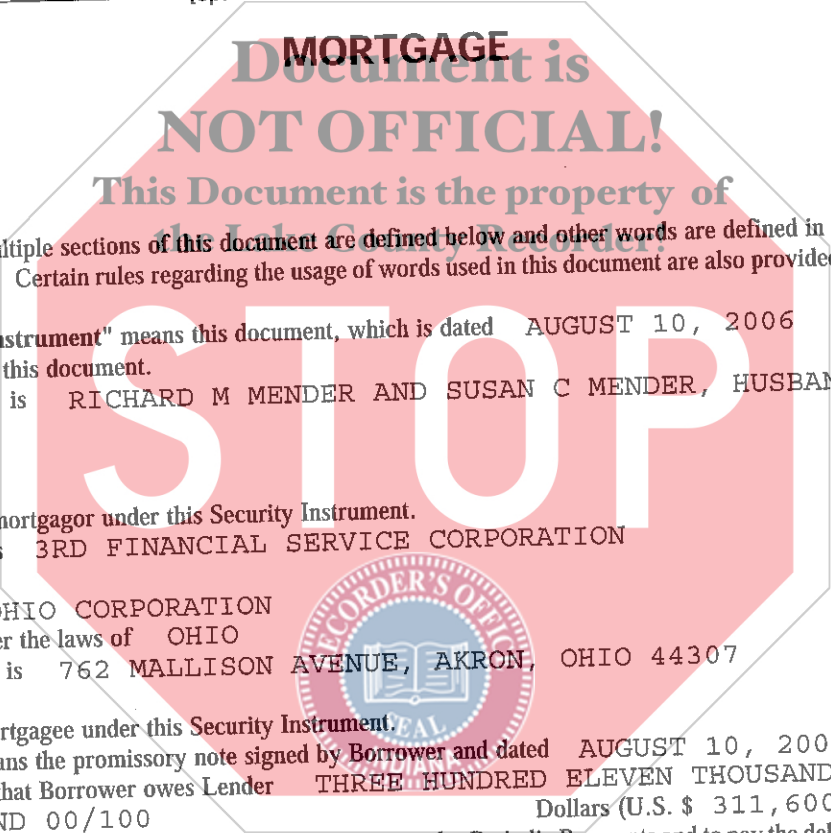 MORTGAGE
Document is
NOT OFFICIAL!
This Document is the property of
the Lake County Recorder!
ltiple sections of this document are defined below and other words are defined in
Certain rules regarding the usage of words used in this document are also provided
nstrument" means this document, which is dated AUGUST 10, 2006
this document.
is RICHARD M MENDER AND SUSAN C MENDER, HUSBAN
STOP
mortgagor under this Security Instrument.
s 3RD FINANCIAL SERVICE CORPORATION
OHIO CORPORATION
er the laws of OHIO
is 762 MALLISON AVENUE, AKRON, OHIO 44307
RECORDER'S OFFIC
SEAL
INDIANA
rtgagee under this Security Instrument.
ans the promissory note signed by Borrower and dated AUGUST 10, 200
that Borrower owes Lender THREE HUNDRED ELEVEN THOUSAND
ND 00/100 Dollars (U.S. $ 311,600